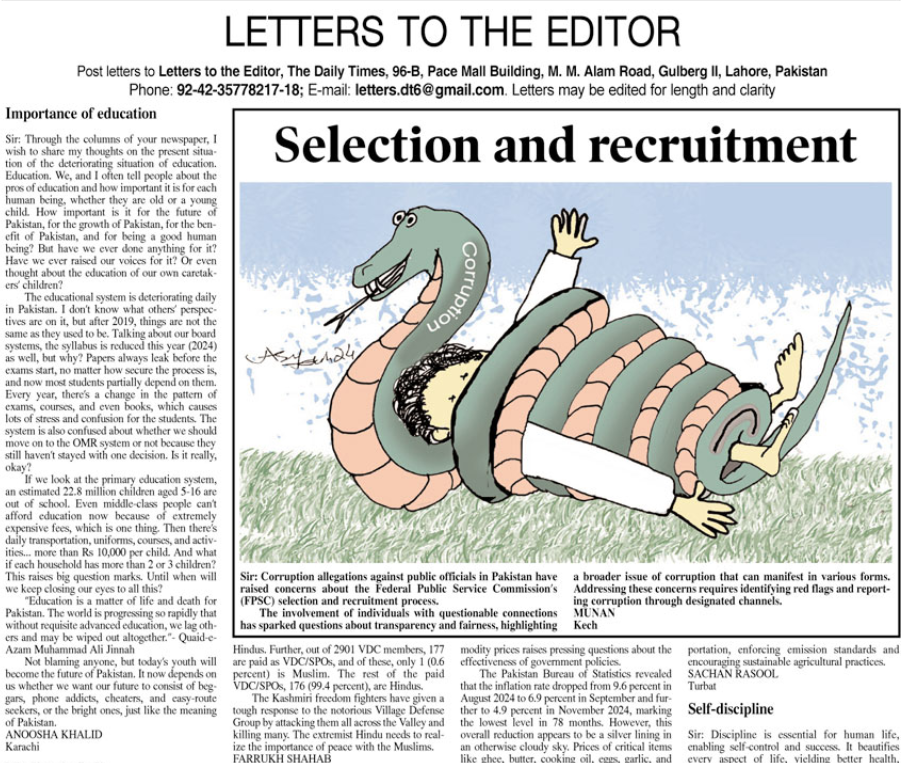 LETTERS TO THE EDITOR
Post letters to Letters to the Editor, The Daily Times, 96-B, Pace Mall Building, M. M. Alam Road, Gulberg II, Lahore, Pakistan
Phone: 92-42-35778217-18; E-mail: letters.dt6@gmail.com. Letters may be edited for length and clarity
Importance of education
Sir: Through the columns of your newspaper, I
wish to share my thoughts on the present situa-
tion of the deteriorating situation of education.
Education. We, and I often tell people about the
pros of education and how important it is for each
human being, whether they are old or a young
child. How important is it for the future of
Pakistan, for the growth of Pakistan, for the ben-
efit of Pakistan, and for being a good human
being? But have we ever done anything for it?
Have we ever raised our voices for it? Or even
thought about the education of our own caretak-
ers' children?
The educational system is deteriorating daily
in Pakistan. I don't know what others' perspec-
tives are on it, but after 2019, things are not the
same as they used to be. Talking about our board
systems, the syllabus is reduced this year (2024)
as well, but why? Papers always leak before the
exams start, no matter how secure the process is,
and now most students partially depend on them.
Every year, there's a change in the pattern of
exams, courses, and even books, which causes
lots of stress and confusion for the students. The
system is also confused about whether we should
move on to the OMR system or not because they
still haven't stayed with one decision. Is it really,
okay?
If we look at the primary education system,
an estimated 22.8 million children aged 5-16 are
out of school. Even middle-class people can't
afford education now because of extremely
expensive fees, which is one thing. Then there's
daily transportation, uniforms, courses, and activ-
ities... more than Rs 10,000 per child. And what
if each household has more than 2 or 3 children?
This raises big question marks. Until when will
we keep closing our eyes to all this?
"Education is a matter of life and death for
Pakistan. The world is progressing so rapidly that
without requisite advanced education, we lag oth-
ers and may be wiped out altogether."- Quaid-e-
Azam Muhammad Ali Jinnah
Not blaming anyone, but today's youth will
become the future of Pakistan. It now depends on
us whether we want our future to consist of beg-
gars, phone addicts, cheaters, and easy-route
seekers, or the bright ones, just like the meaning
of Pakistan.
ANOOSHA KHALID
Karachi
Selection and recruitment
Corruption
Sir: Corruption allegations against public officials in Pakistan have
raised concerns about the Federal Public Service Commission's
(FPSC) selection and recruitment process.
The involvement of individuals with questionable connections
has sparked questions about transparency and fairness, highlighting
a broader issue of corruption that can manifest in various forms.
Addressing these concerns requires identifying red flags and report-
ing corruption through designated channels.
MUNAN
Kech
Hindus. Further, out of 2901 VDC members, 177
are paid as VDC/SPOs, and of these, only 1 (0.6
percent) is Muslim. The rest of the paid
VDC/SPOs, 176 (99.4 percent), are Hindus.
The Kashmiri freedom fighters have given a
tough response to the notorious Village Defense
Group by attacking them all across the Valley and
killing many. The extremist Hindu needs to real-
ize the importance of peace with the Muslims.
FARRUKH SHAHAB
modity prices raises pressing questions about the
effectiveness of government policies.
The Pakistan Bureau of Statistics revealed
that the inflation rate dropped from 9.6 percent in
August 2024 to 6.9 percent in September and fur-
ther to 4.9 percent in November 2024, marking
the lowest level in 78 months. However, this
overall reduction appears to be a silver lining in
an otherwise cloudy sky. Prices of critical items
like ghee, butter, cooking oil, eggs, garlic, and
portation, enforcing emission standards and
encouraging sustainable agricultural practices.
SACHAN RASOOL
Turbat
Self-discipline
Sir: Discipline is essential for human life,
enabling self-control and success. It beautifies
every aspect of life, yielding better health,